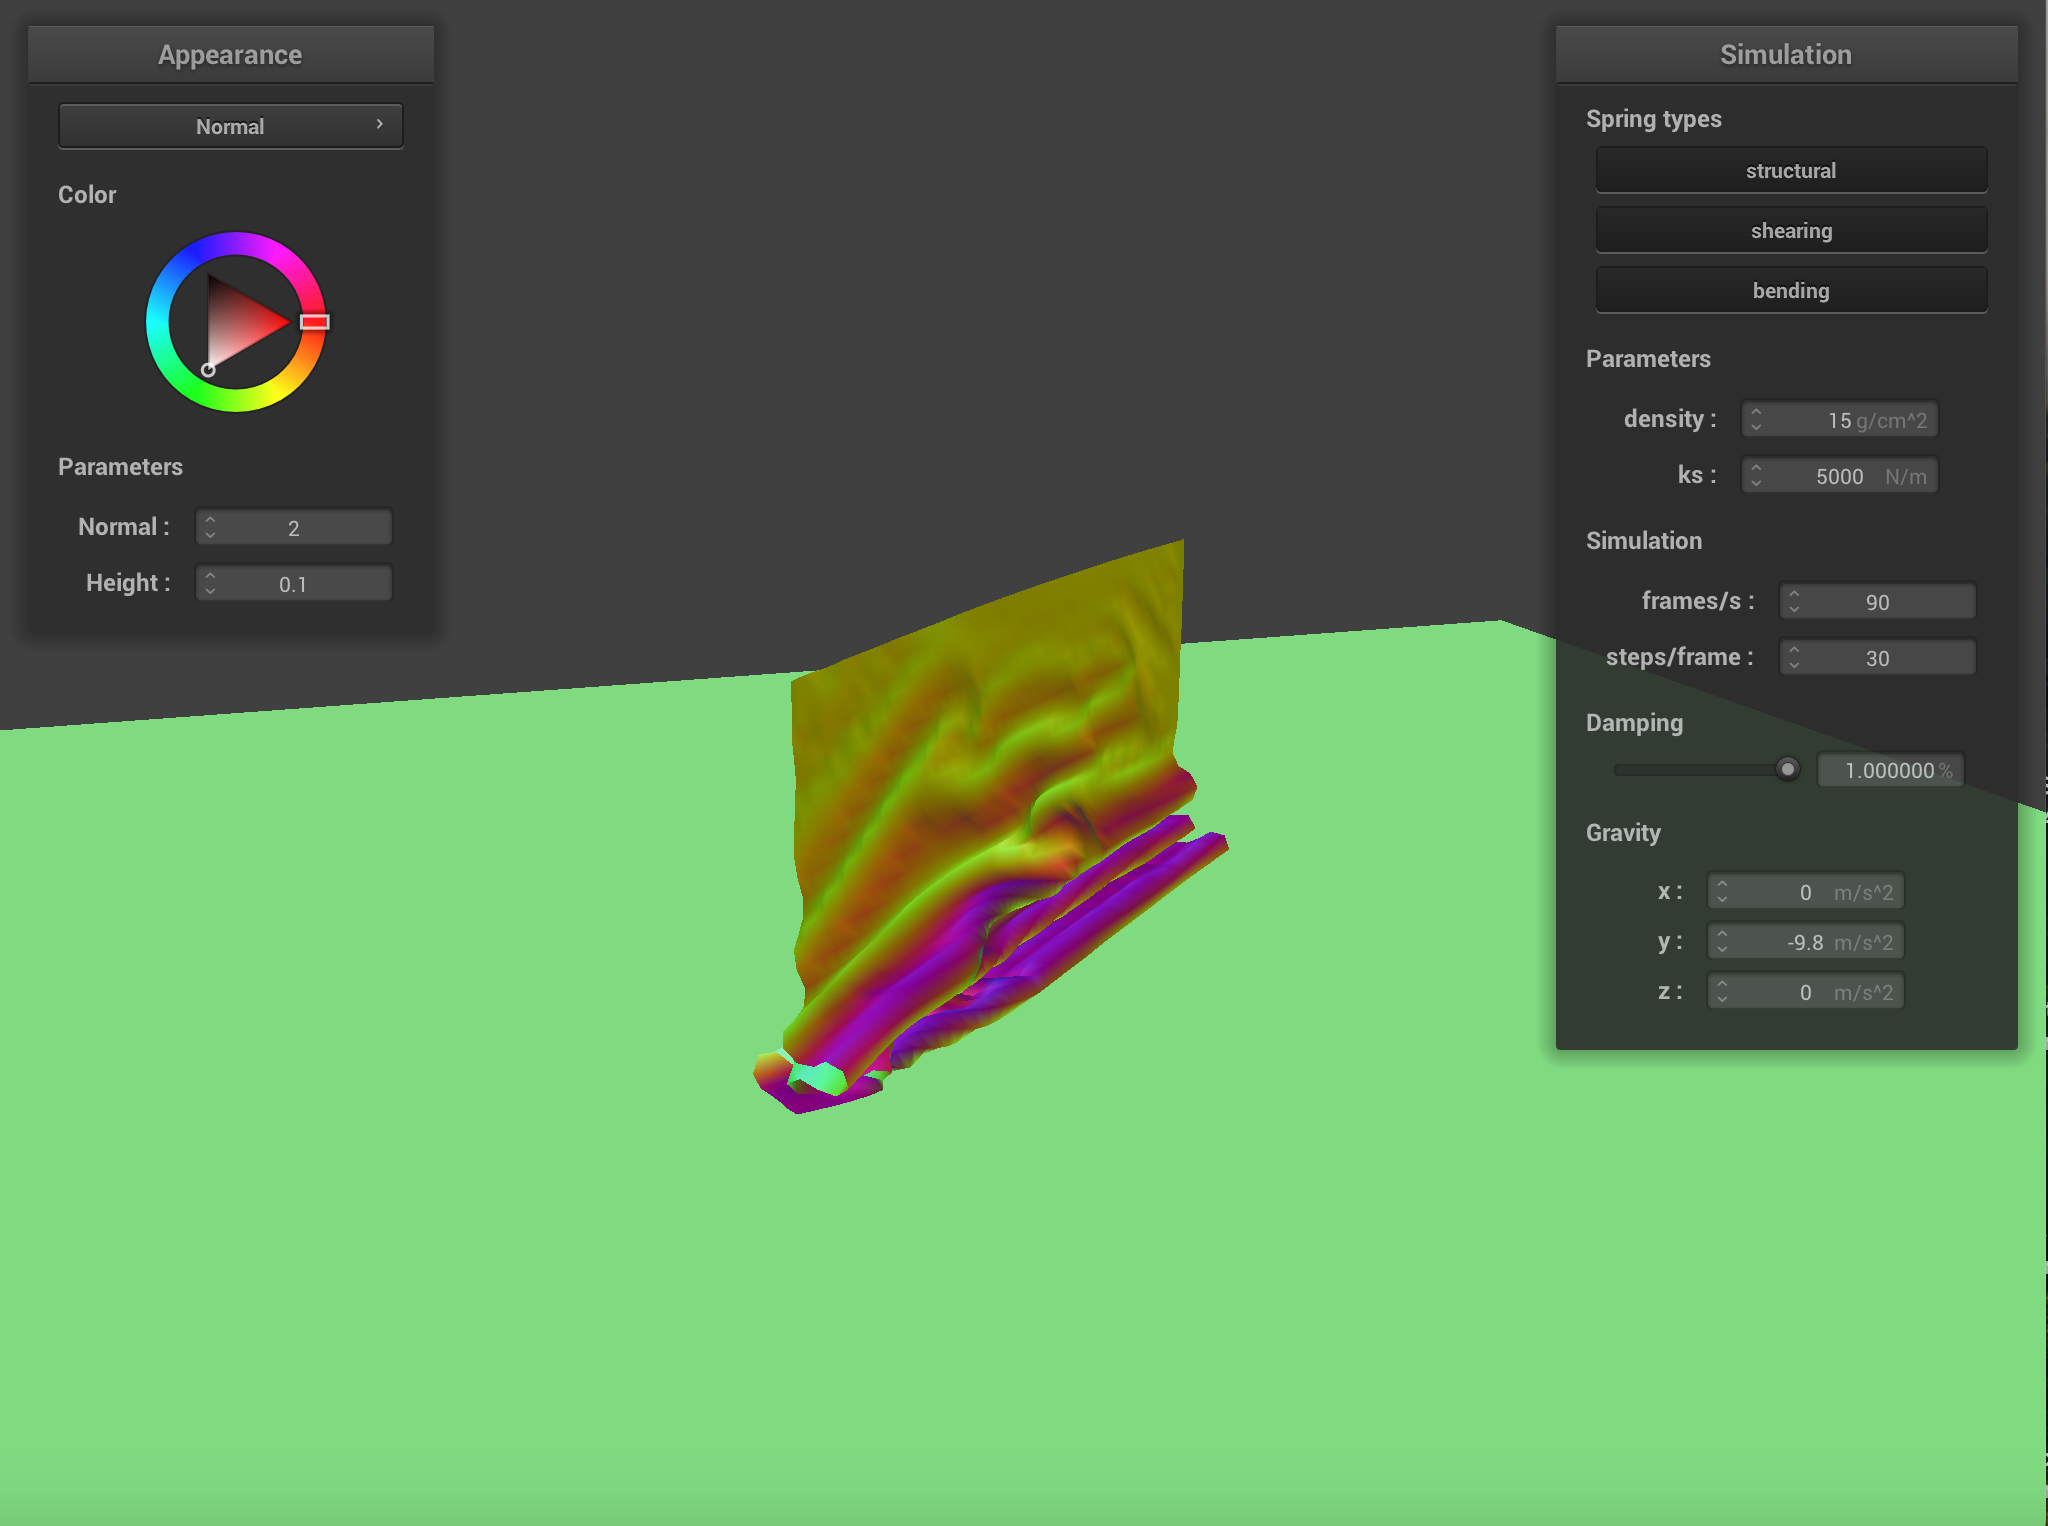 Appearance
Normal
Color
Parameters
Normal : 2
Height : 0.1
Simulation
Spring types
structural
shearing
bending
Parameters
density : 15 g/cm^2
ks : 5000 N/m
Simulation
frames/s : 90
steps/frame : 30
Damping
1.000000 %
Gravity
x : 0 m/s^2
y : -9.8 m/s^2
z : 0 m/s^2